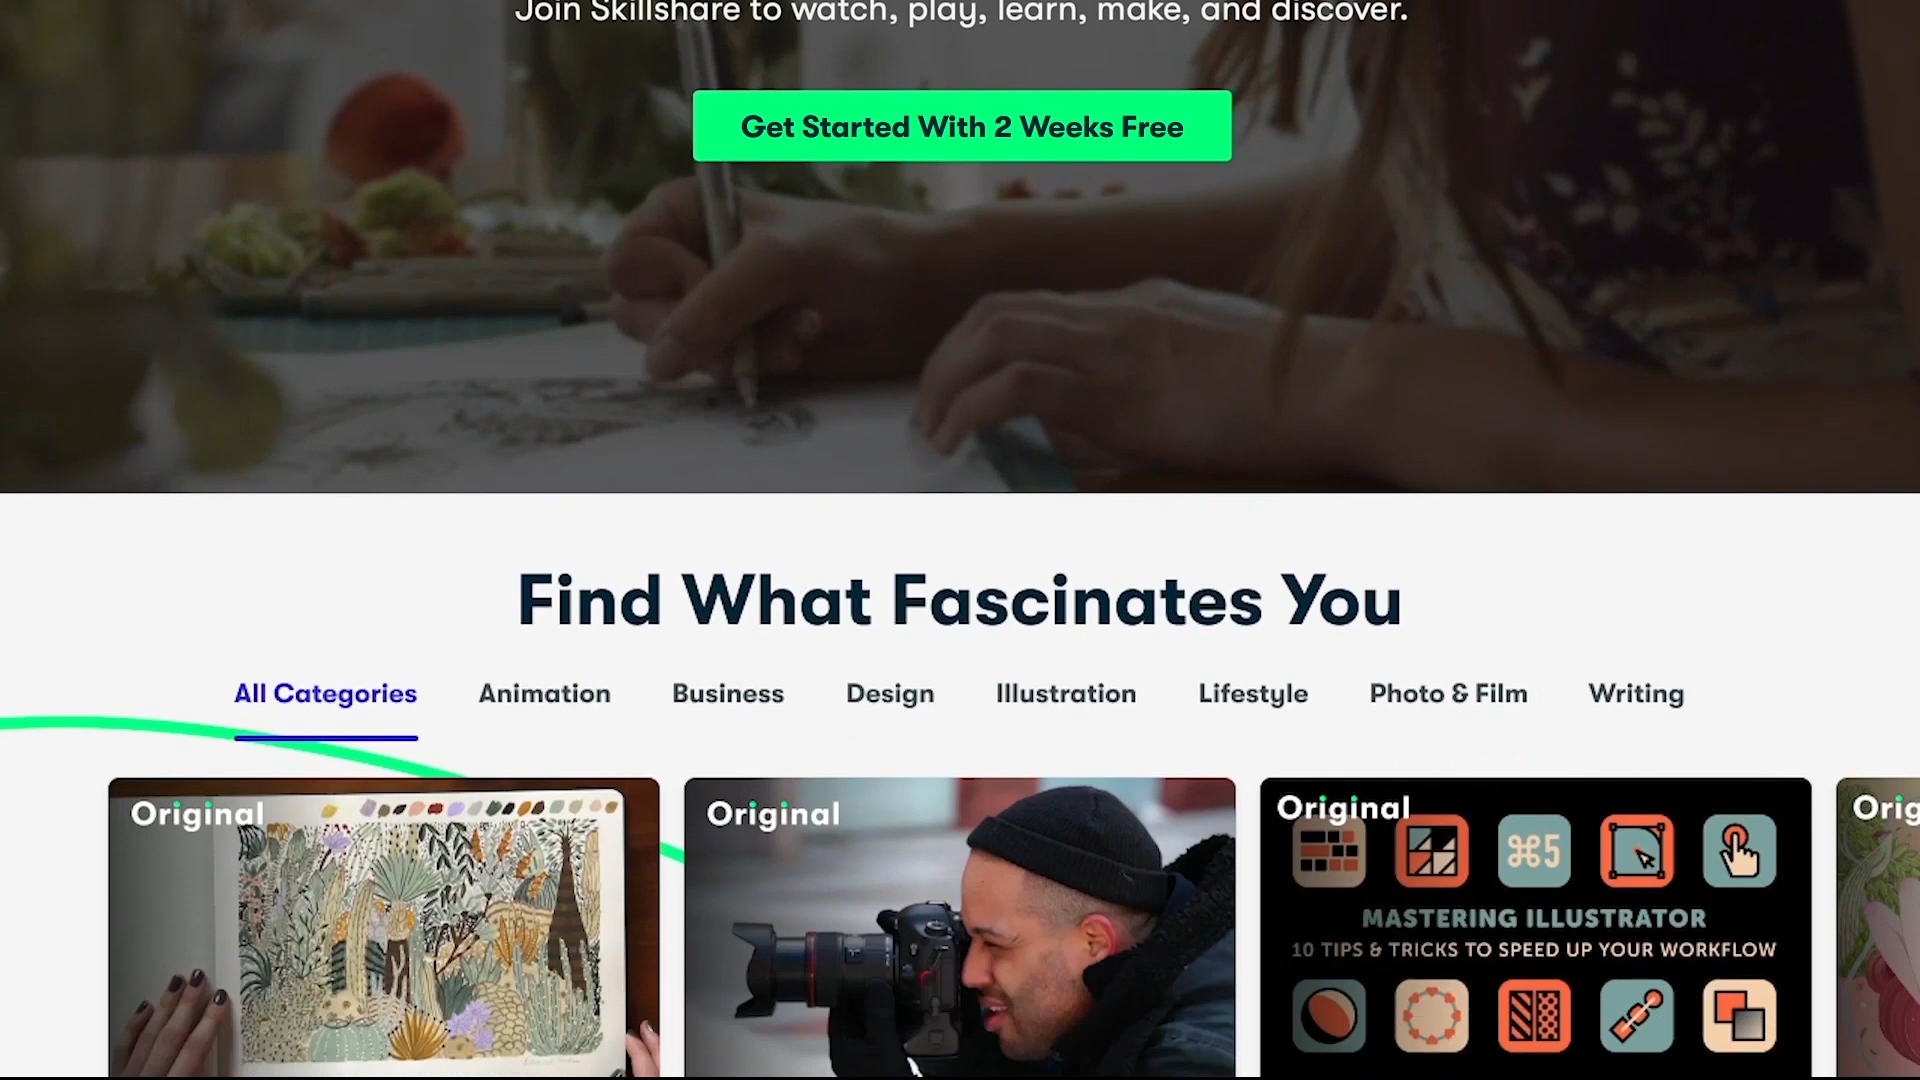 Join Skillshare to watch, play, learn, make, and discover.
Get Started With 2 Weeks Free
Find What Fascinates You
All Categories Animation Business Design Illustration Lifestyle Photo & Film Writing
Original Original Original
⌘5
MASTERING ILLUSTRATOR
10 TIPS & TRICKS TO SPEED UP YOUR WORKFLOW